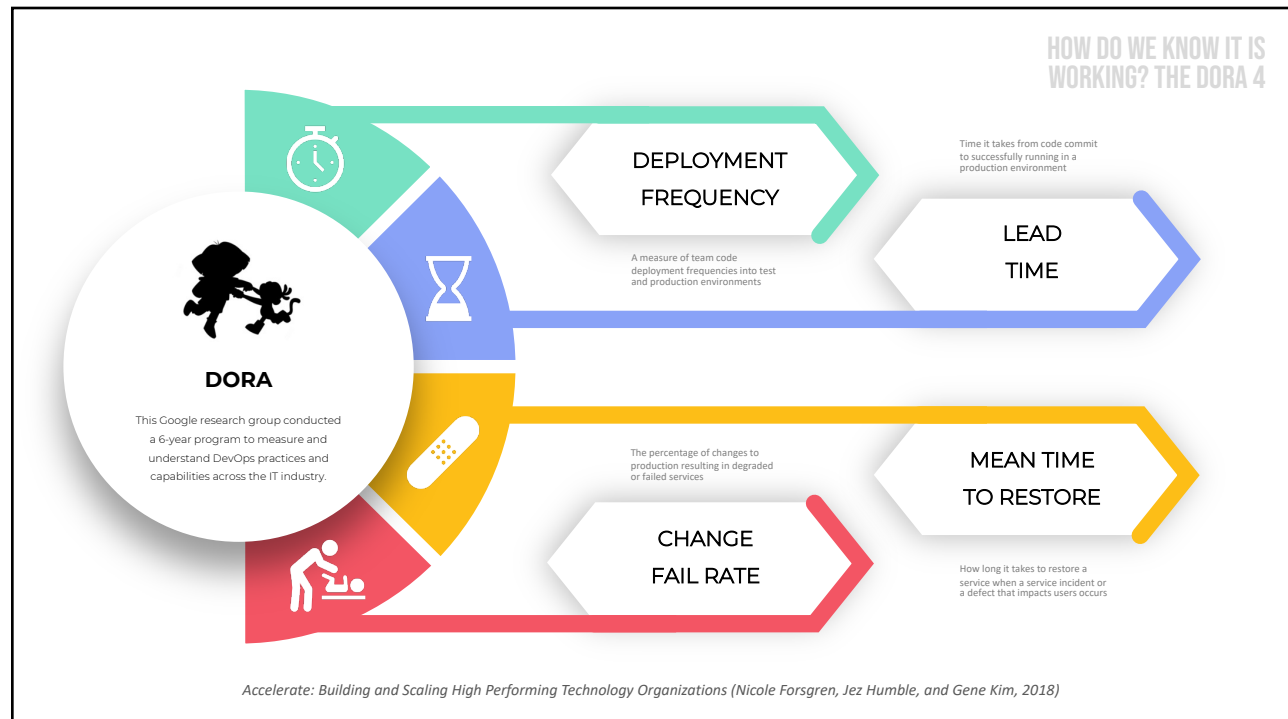 HOW DO WE KNOW IT IS
WORKING? THE DORA 4
DORA
This Google research group conducted
a 6-year program to measure and
understand DevOps practices and
capabilities across the IT industry.
DEPLOYMENT
FREQUENCY
A measure of team code
deployment frequencies into test
and production environments
Time it takes from code commit
to successfully running in a
production environment
LEAD
TIME
MEAN TIME
TO RESTORE
How long it takes to restore a
service when a service incident or
a defect that impacts users occurs
The percentage of changes to
production resulting in degraded
or failed services
CHANGE
FAIL RATE
Accelerate: Building and Scaling High Performing Technology Organizations (Nicole Forsgren, Jez Humble, and Gene Kim, 2018)